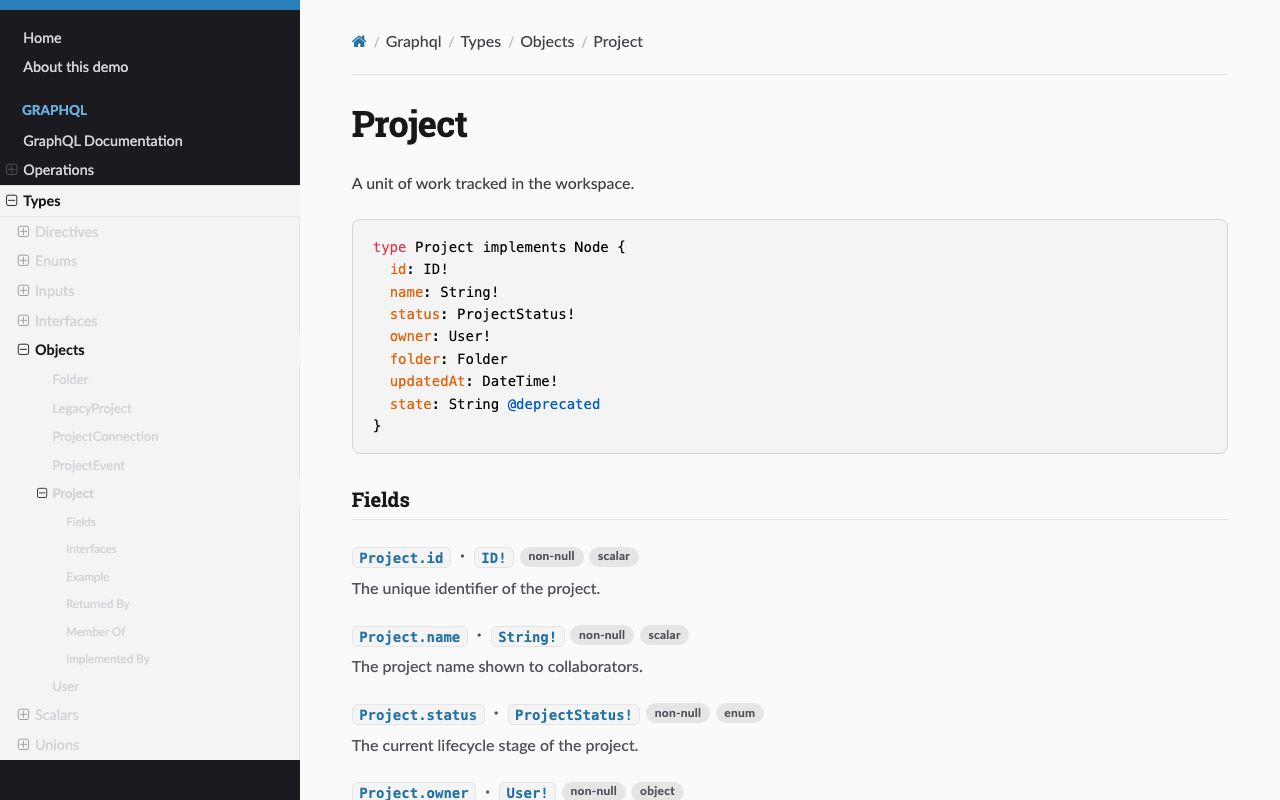 Home
About this demo
GRAPHQL
GraphQL Documentation
Operations
Types
Directives
Enums
Inputs
Interfaces
Objects
Folder
LegacyProject
ProjectConnection
ProjectEvent
Project
Fields
Interfaces
Example
Returned By
Member Of
Implemented By
User
Scalars
Unions
/ Graphql / Types / Objects / Project
Project
A unit of work tracked in the workspace.
type Project implements Node {
  id: ID!
  name: String!
  status: ProjectStatus!
  owner: User!
  folder: Folder
  updatedAt: DateTime!
  state: String @deprecated
}
Fields
Project.id • ID! non-null scalar
The unique identifier of the project.
Project.name • String! non-null scalar
The project name shown to collaborators.
Project.status • ProjectStatus! non-null enum
The current lifecycle stage of the project.
Project.owner • User! non-null object